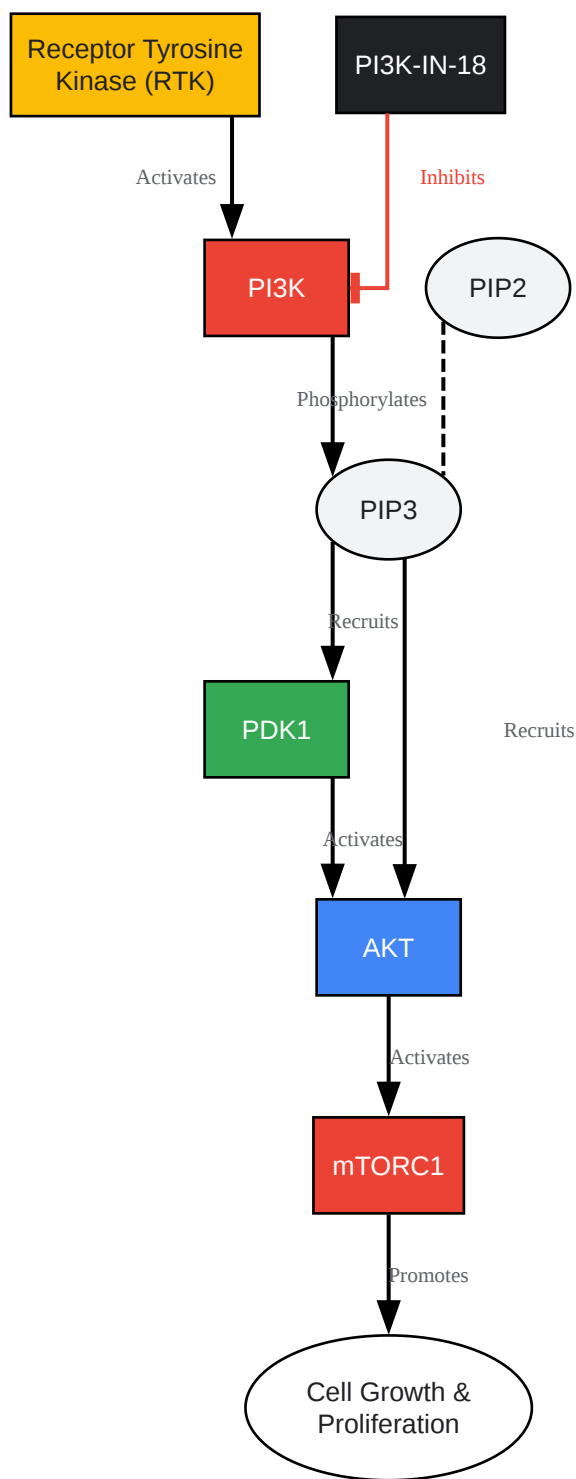 Receptor Tyrosine
Kinase (RTK)
PI3K-IN-18
Activates
Inhibits
PI3K
PIP2
Phosphorylates
PIP3
Recruits
PDK1
Recruits
Activates
AKT
Activates
mTORC1
Promotes
Cell Growth &
Proliferation